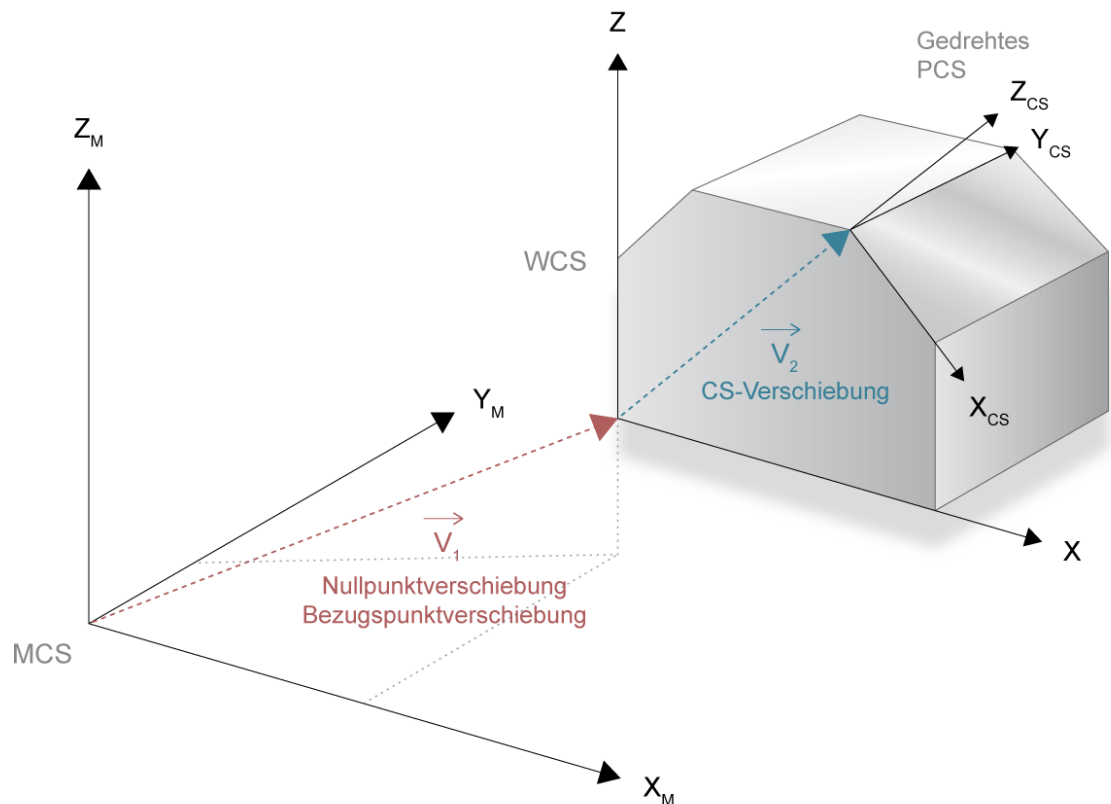 Z
Gedrehtes
PCS
Z_CS
Y_CS
Z_M
WCS
V_2
CS-Verschiebung
X_CS
Y_M
V_1
X
Nullpunktverschiebung
Bezugspunktverschiebung
MCS
X_M